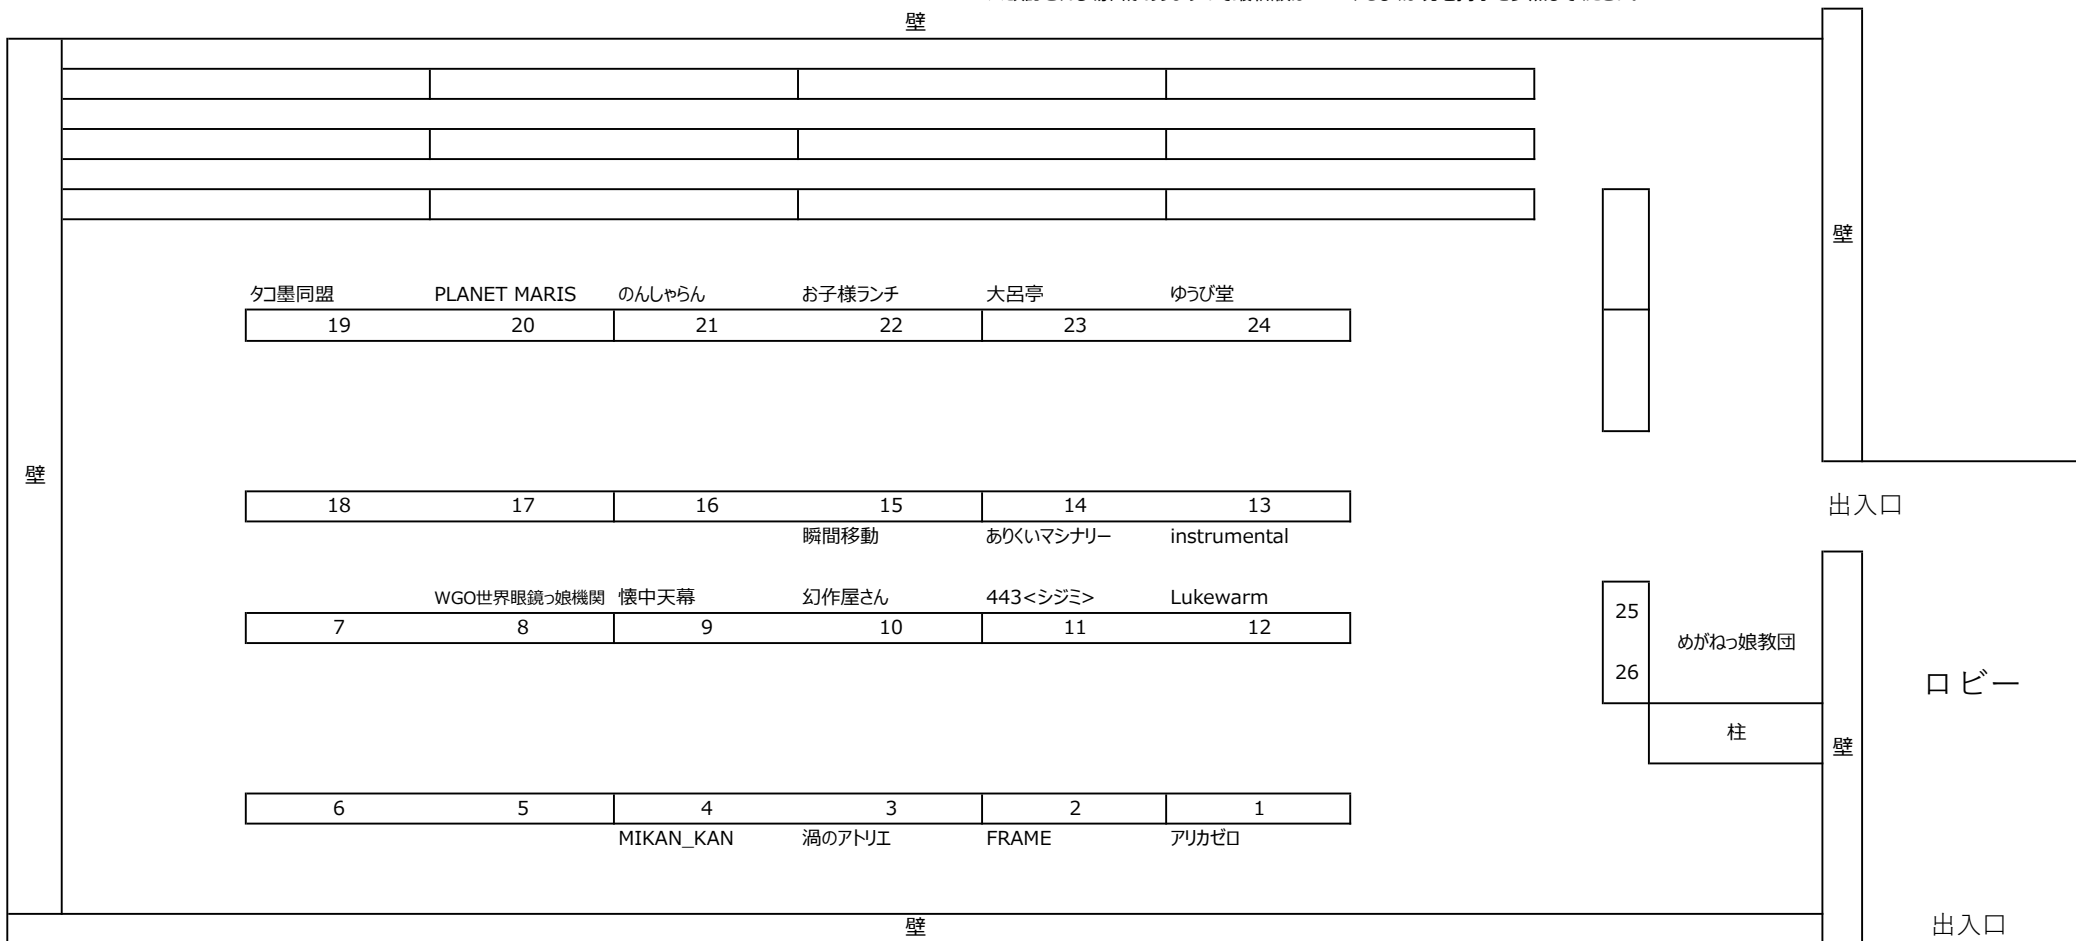 壁
壁
タコ墨同盟 PLANET MARIS のんしゃらん お子様ランチ 大呂亭 ゆうび堂
19 20 21 22 23 24
壁
18 17 16 15 14 13
出入口
瞬間移動 ありくいマシナリー instrumental
WGO世界眼鏡っ娘機関 懐中天幕 幻作屋さん 443<シジミ> Lukewarm
25
7 8 9 10 11 12
めがねっ娘教団
26
ロビー
柱
壁
6 5 4 3 2 1
MIKAN_KAN 渦のアトリエ FRAME アリカゼロ
壁
出入口